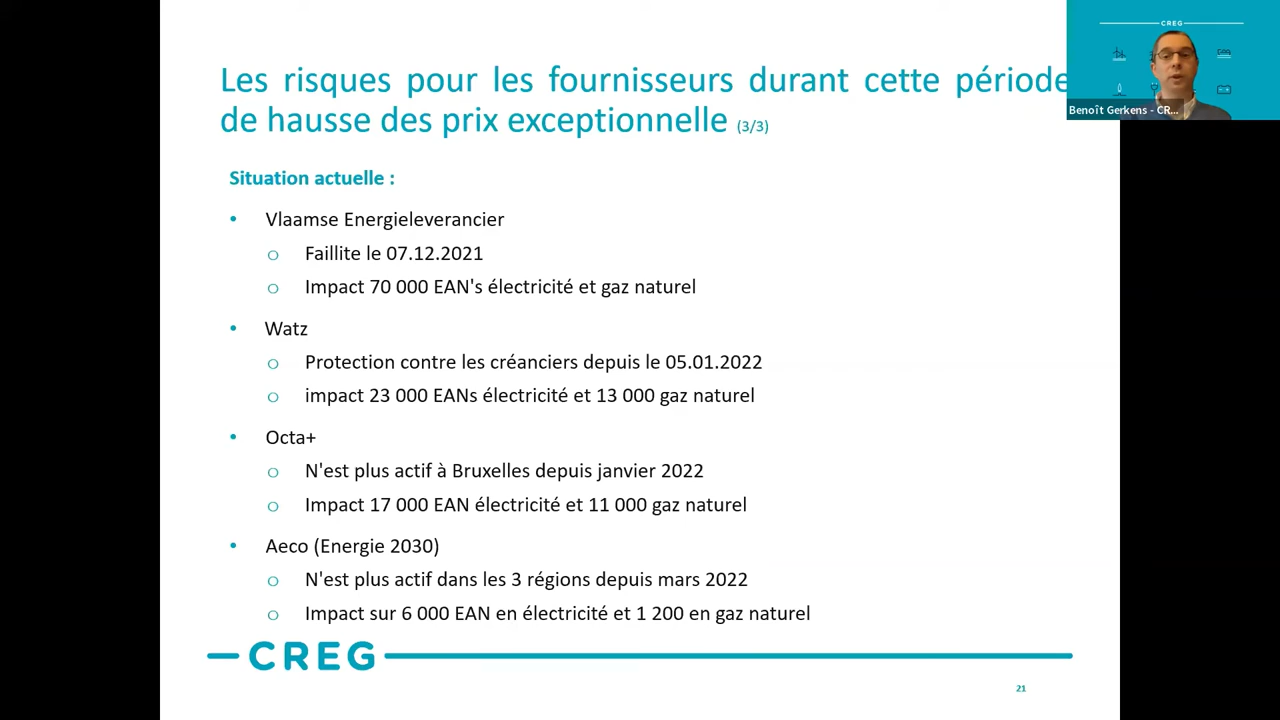 CREG
Les risques pour les fournisseurs durant cette période
de hausse des prix exceptionnelle (3/3)
Benoît Gerkens - CR...
Situation actuelle :
• Vlaamse Energieleverancier
o Faillite le 07.12.2021
o Impact 70 000 EAN's électricité et gaz naturel
• Watz
o Protection contre les créanciers depuis le 05.01.2022
o impact 23 000 EANs électricité et 13 000 gaz naturel
• Octa+
o N'est plus actif à Bruxelles depuis janvier 2022
o Impact 17 000 EAN électricité et 11 000 gaz naturel
• Aeco (Energie 2030)
o N'est plus actif dans les 3 régions depuis mars 2022
o Impact sur 6 000 EAN en électricité et 1 200 en gaz naturel
CREG
21